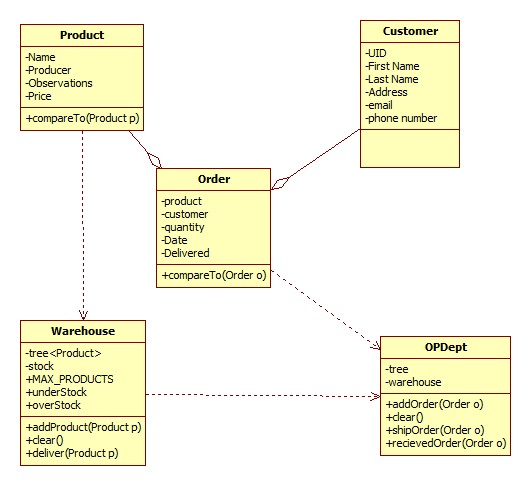 Product
-Name
-Producer
-Observations
-Price
+compareTo(Product p)
Customer
-UID
-First Name
-Last Name
-Address
-email
-phone number
Order
-product
-customer
-quantity
-Date
-Delivered
+compareTo(Order o)
Warehouse
-tree<Product>
-stock
+MAX_PRODUCTS
+underStock
+overStock
+addProduct(Product p)
+clear()
+deliver(Product p)
OPDept
-tree
-warehouse
+addOrder(Order o)
+clear()
+shipOrder(Order o)
+recievedOrder(Order o)